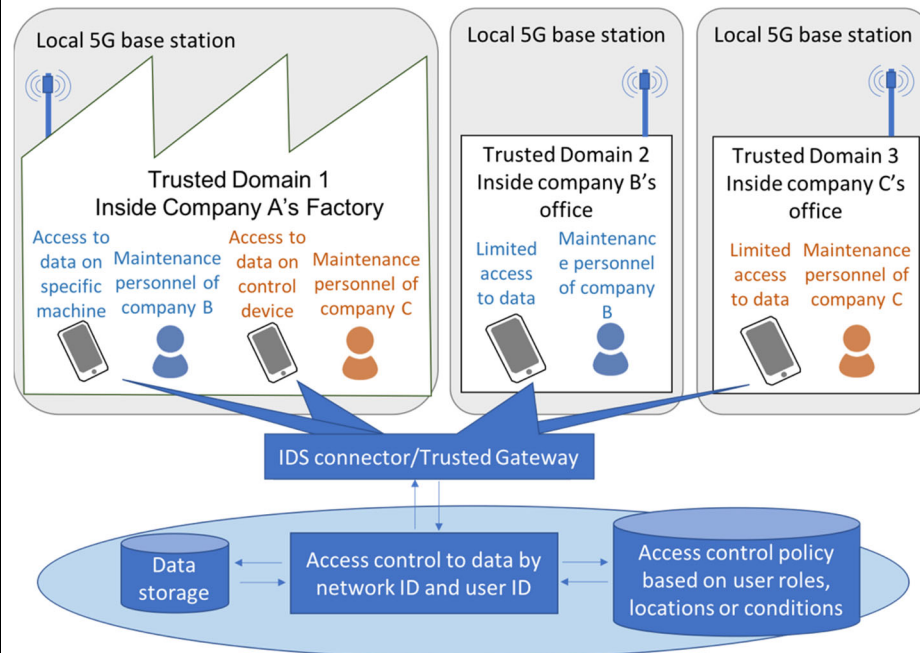 Local 5G base station
Trusted Domain 1
Inside Company A's Factory
Access to
data on
specific
machine
Maintenance
personnel of
company B
Access to
data on
control
device
Maintenance
personnel of
company C
Local 5G base station
Trusted Domain 2
Inside company B's
office
Limited
access
to data
Maintenanc
e personnel
of company
B
Local 5G base station
Trusted Domain 3
Inside company C's
office
Limited
access
to data
Maintenance
personnel of
company C
IDS connector/Trusted Gateway
Data
storage
Access control to data by
network ID and user ID
Access control policy
based on user roles,
locations or conditions